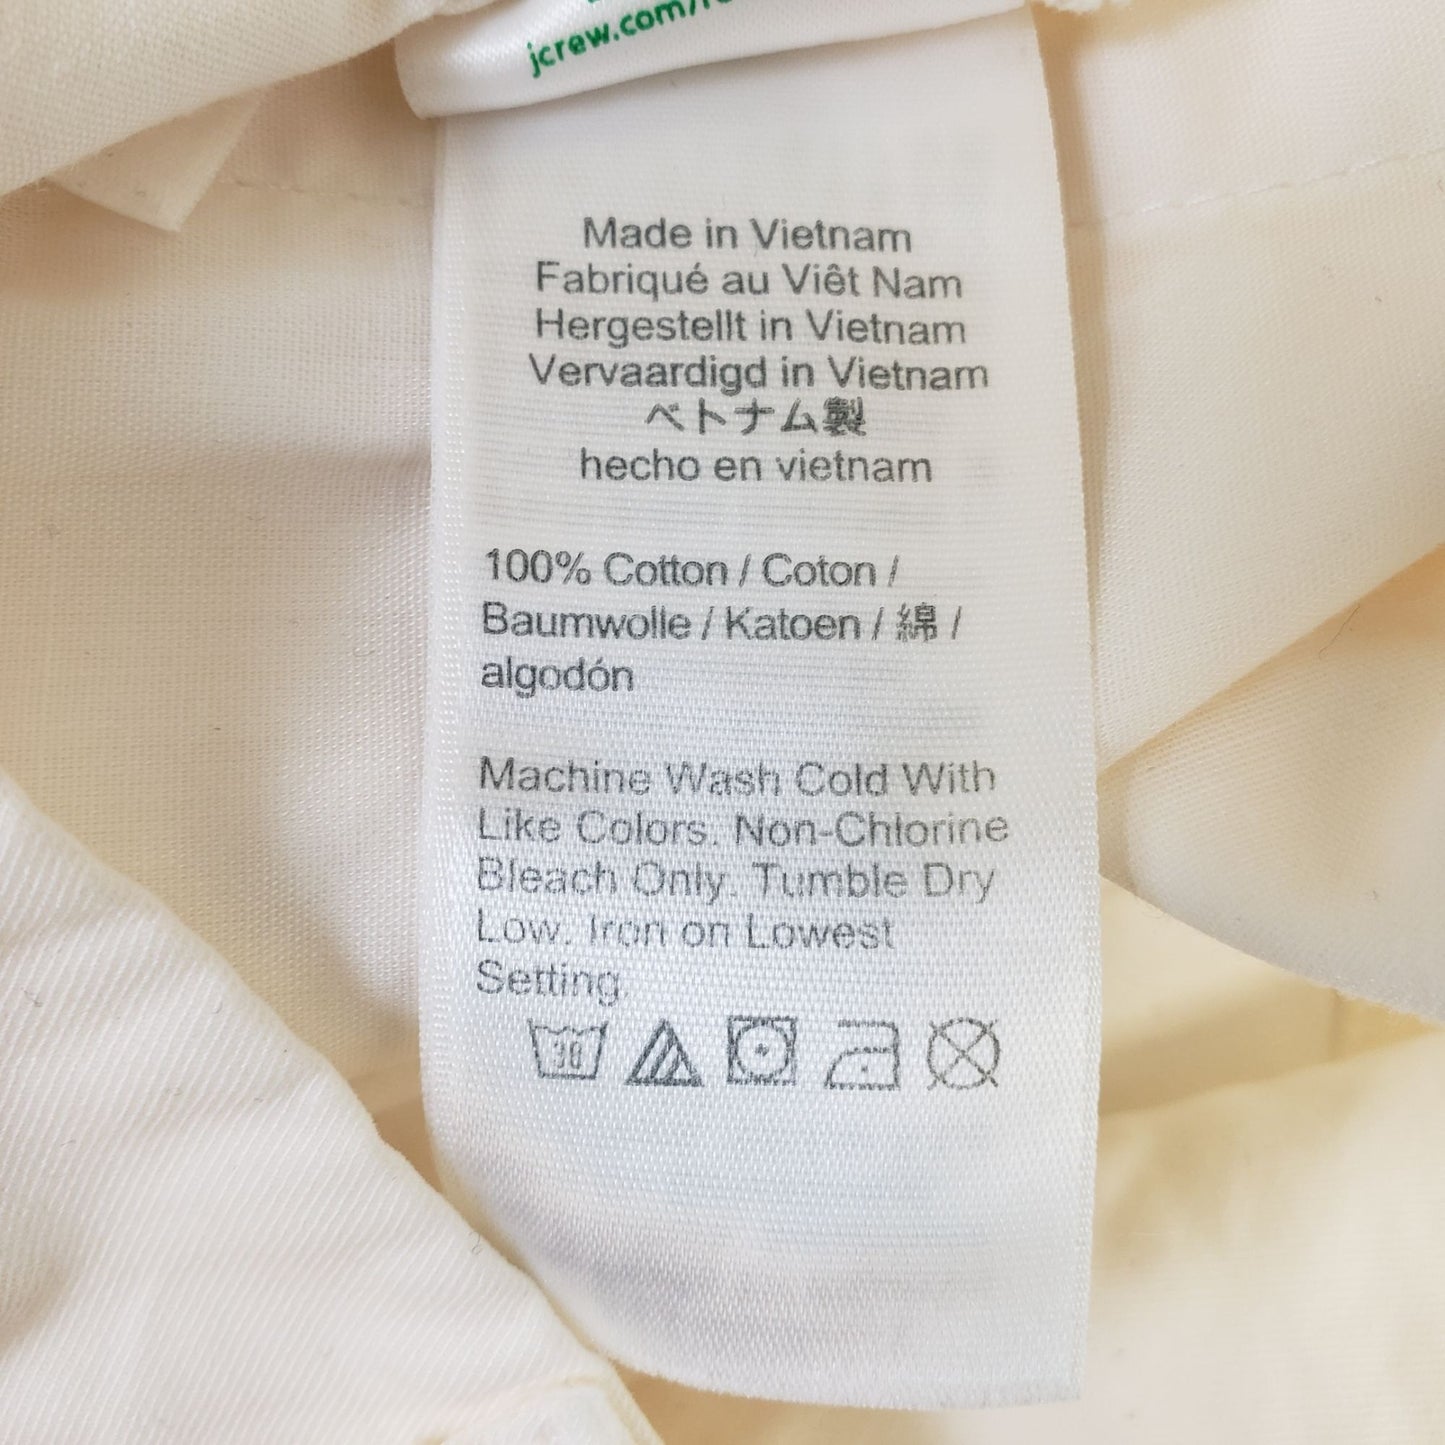 jcrew.com/
Made in Vietnam
Fabriqué au Viêt Nam
Hergestellt in Vietnam
Vervaardigd in Vietnam
ベトナム製
hecho en vietnam
100% Cotton / Coton /
Baumwolle / Katoen / 綿 /
algodón
Machine Wash Cold With
Like Colors. Non-Chlorine
Bleach Only. Tumble Dry
Low. Iron on Lowest
Setting.
30